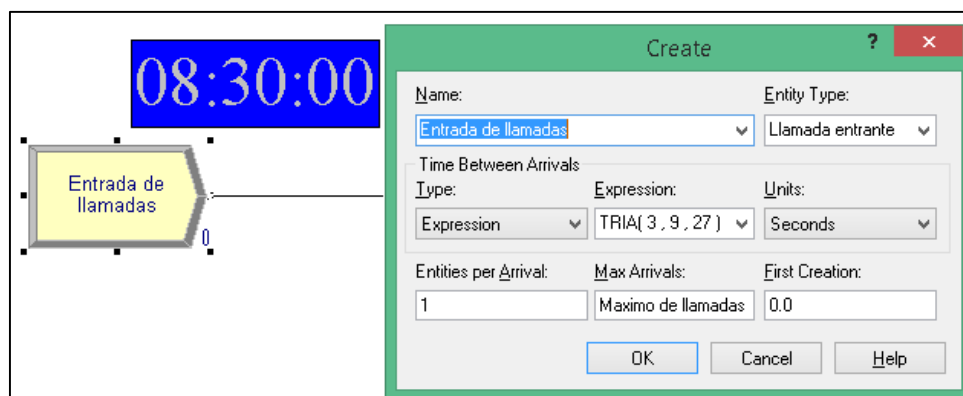 08:30:00
Entrada de
llamadas
0
Create
?
×
Name:
Entity Type:
Entrada de llamadas
Llamada entrante
Time Between Arrivals
Type:
Expression:
Units:
Expression
TRIA( 3 , 9 , 27 )
Seconds
Entities per Arrival:
Max Arrivals:
First Creation:
1
Maximo de llamadas
0.0
OK
Cancel
Help